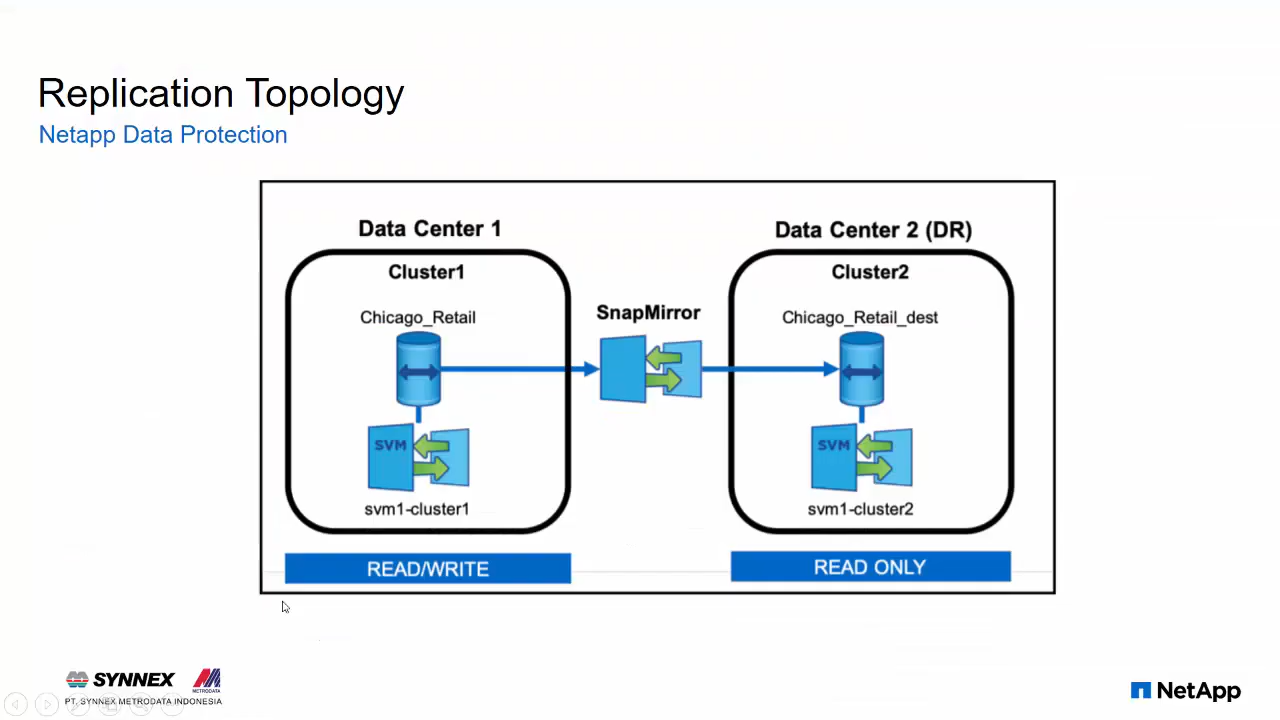 Replication Topology
Netapp Data Protection
Data Center 1
Cluster1
Chicago_Retail
SVM
svm1-cluster1
READ/WRITE
SnapMirror
Data Center 2 (DR)
Cluster2
Chicago_Retail_dest
SVM
svm1-cluster2
READ ONLY
SYNNEX
METRODATA
PT. SYNNEX METRODATA INDONESIA
NetApp